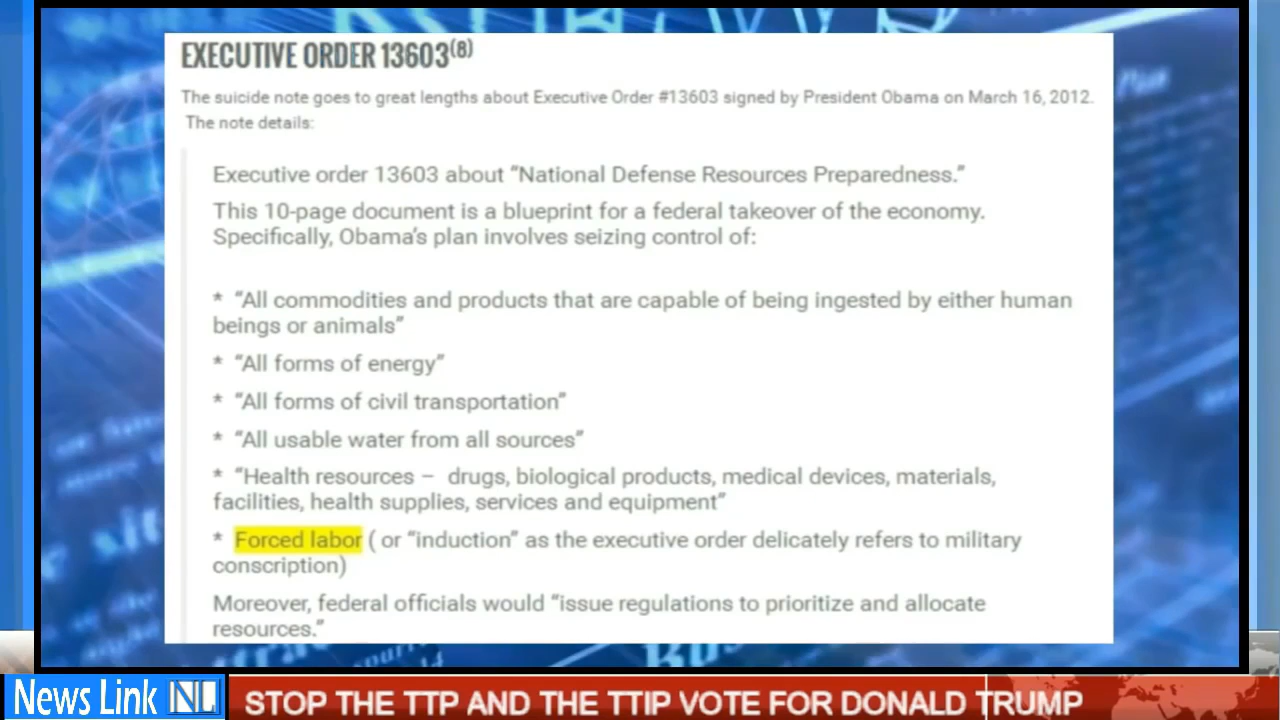 EXECUTIVE ORDER 13603(8)
The suicide note goes to great lengths about Executive Order #13603 signed by President Obama on March 16, 2012.
The note details:
Executive order 13603 about “National Defense Resources Preparedness.”
This 10-page document is a blueprint for a federal takeover of the economy.
Specifically, Obama’s plan involves seizing control of:
* “All commodities and products that are capable of being ingested by either human
beings or animals”
* “All forms of energy”
* “All forms of civil transportation”
* “All usable water from all sources”
* “Health resources – drugs, biological products, medical devices, materials,
facilities, health supplies, services and equipment”
* Forced labor ( or “induction” as the executive order delicately refers to military
conscription)
Moreover, federal officials would “issue regulations to prioritize and allocate
resources.”
News Link NL
STOP THE TTP AND THE TTIP VOTE FOR DONALD TRUMP